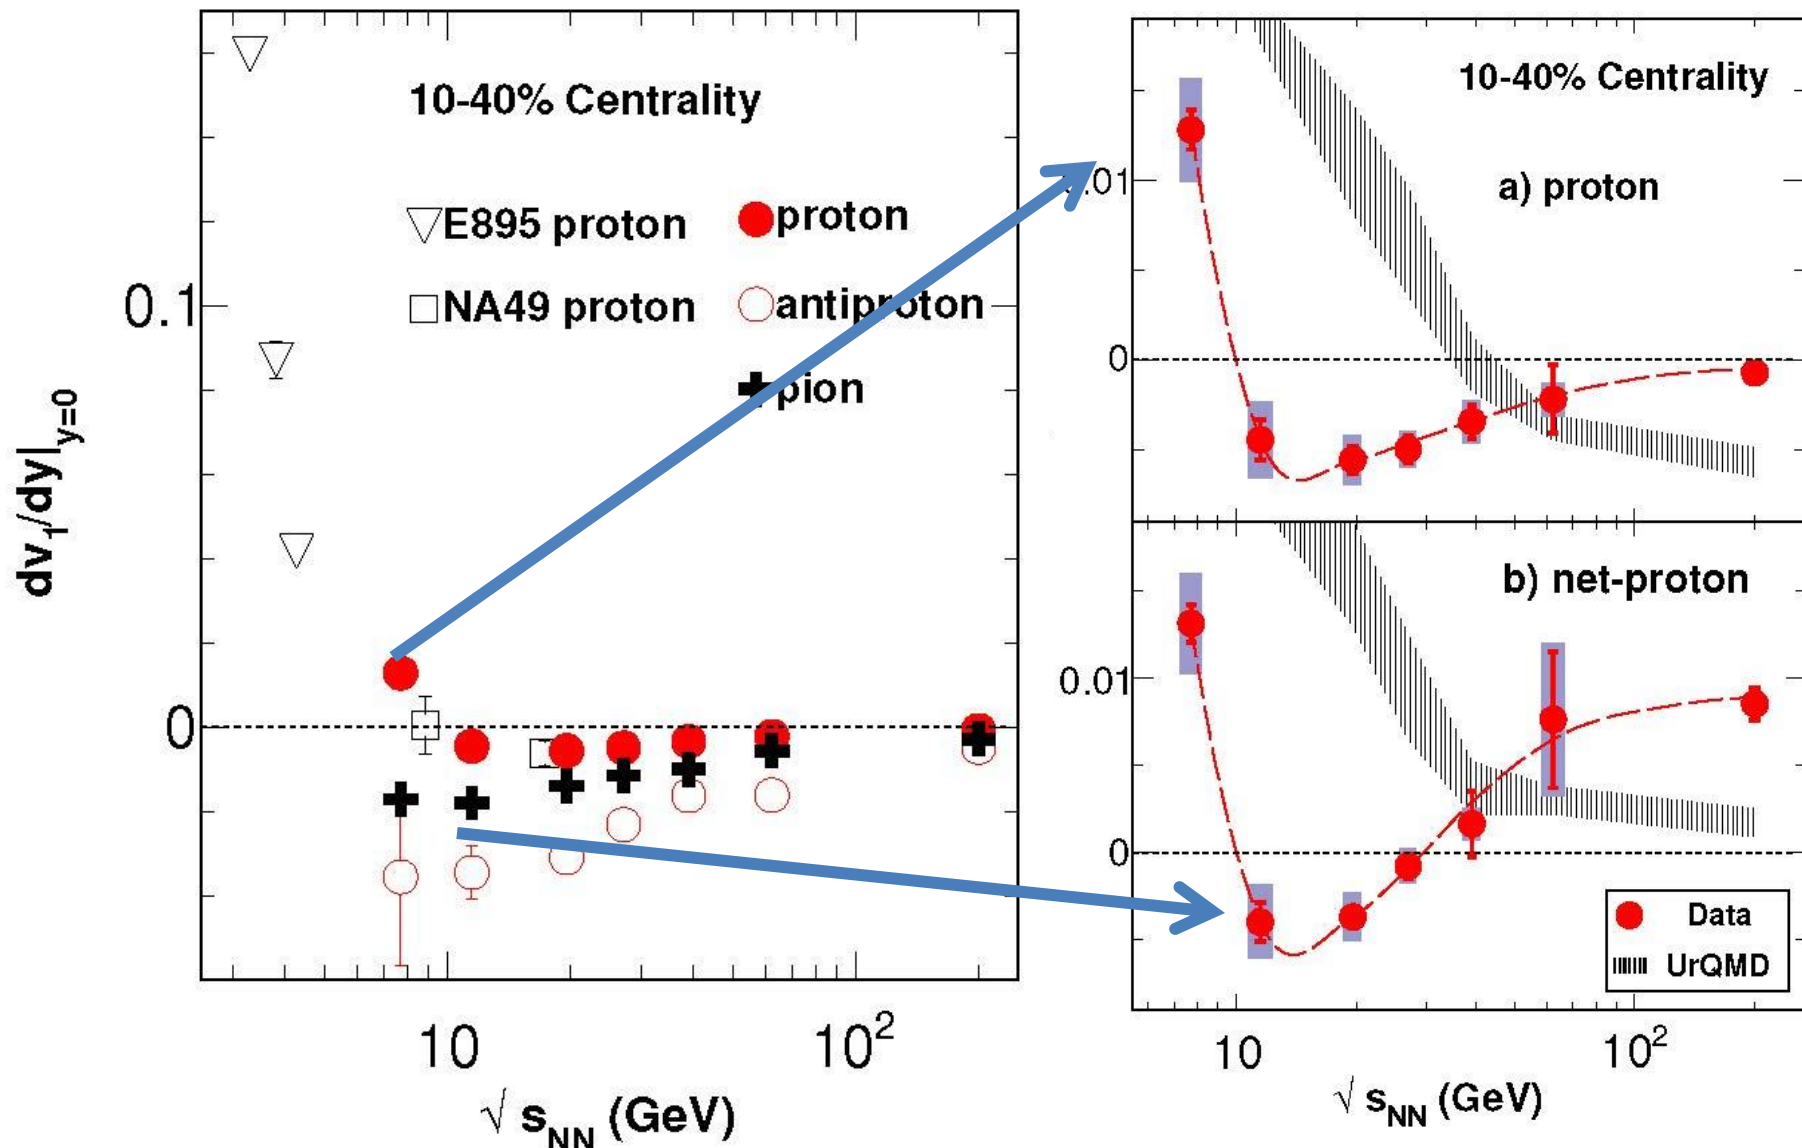 10-40% Centrality
E895 proton
proton
NA49 proton
antiproton
pion
0.1
0
dv₁/dy|y=0
10
10²
√ sNN (GeV)
10-40% Centrality
a) proton
.01
0
b) net-proton
0.01
0
Data
UrQMD
10
10²
√ sNN (GeV)